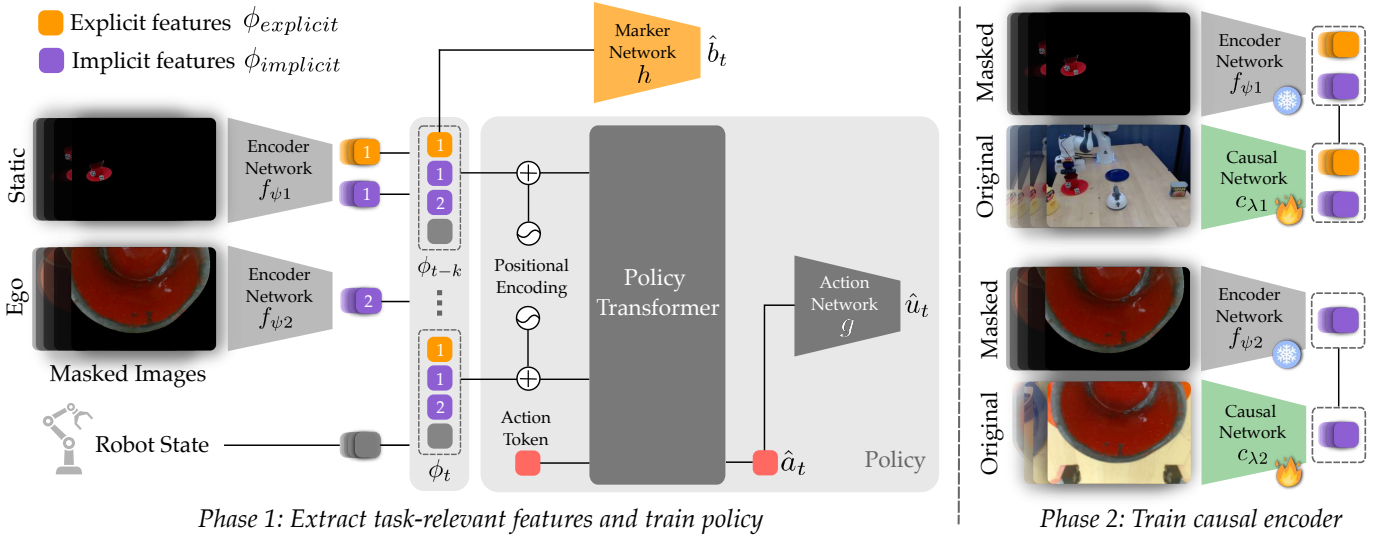 Explicit features ϕ_explicit
Implicit features ϕ_implicit
Marker
Network
h
b̂_t
Static
Encoder
Network
f_ψ1
1
1
1
1
2
ϕ_t−k
Ego
Encoder
Network
f_ψ2
2
Masked Images
Positional
Encoding
1
1
2
ϕ_t
Robot State
Action
Token
Policy
Transformer
â_t
Action
Network
g
û_t
Policy
Phase 1: Extract task-relevant features and train policy
Masked
Encoder
Network
f_ψ1
Original
Causal
Network
c_λ1
Masked
Encoder
Network
f_ψ2
Original
Causal
Network
c_λ2
Phase 2: Train causal encoder